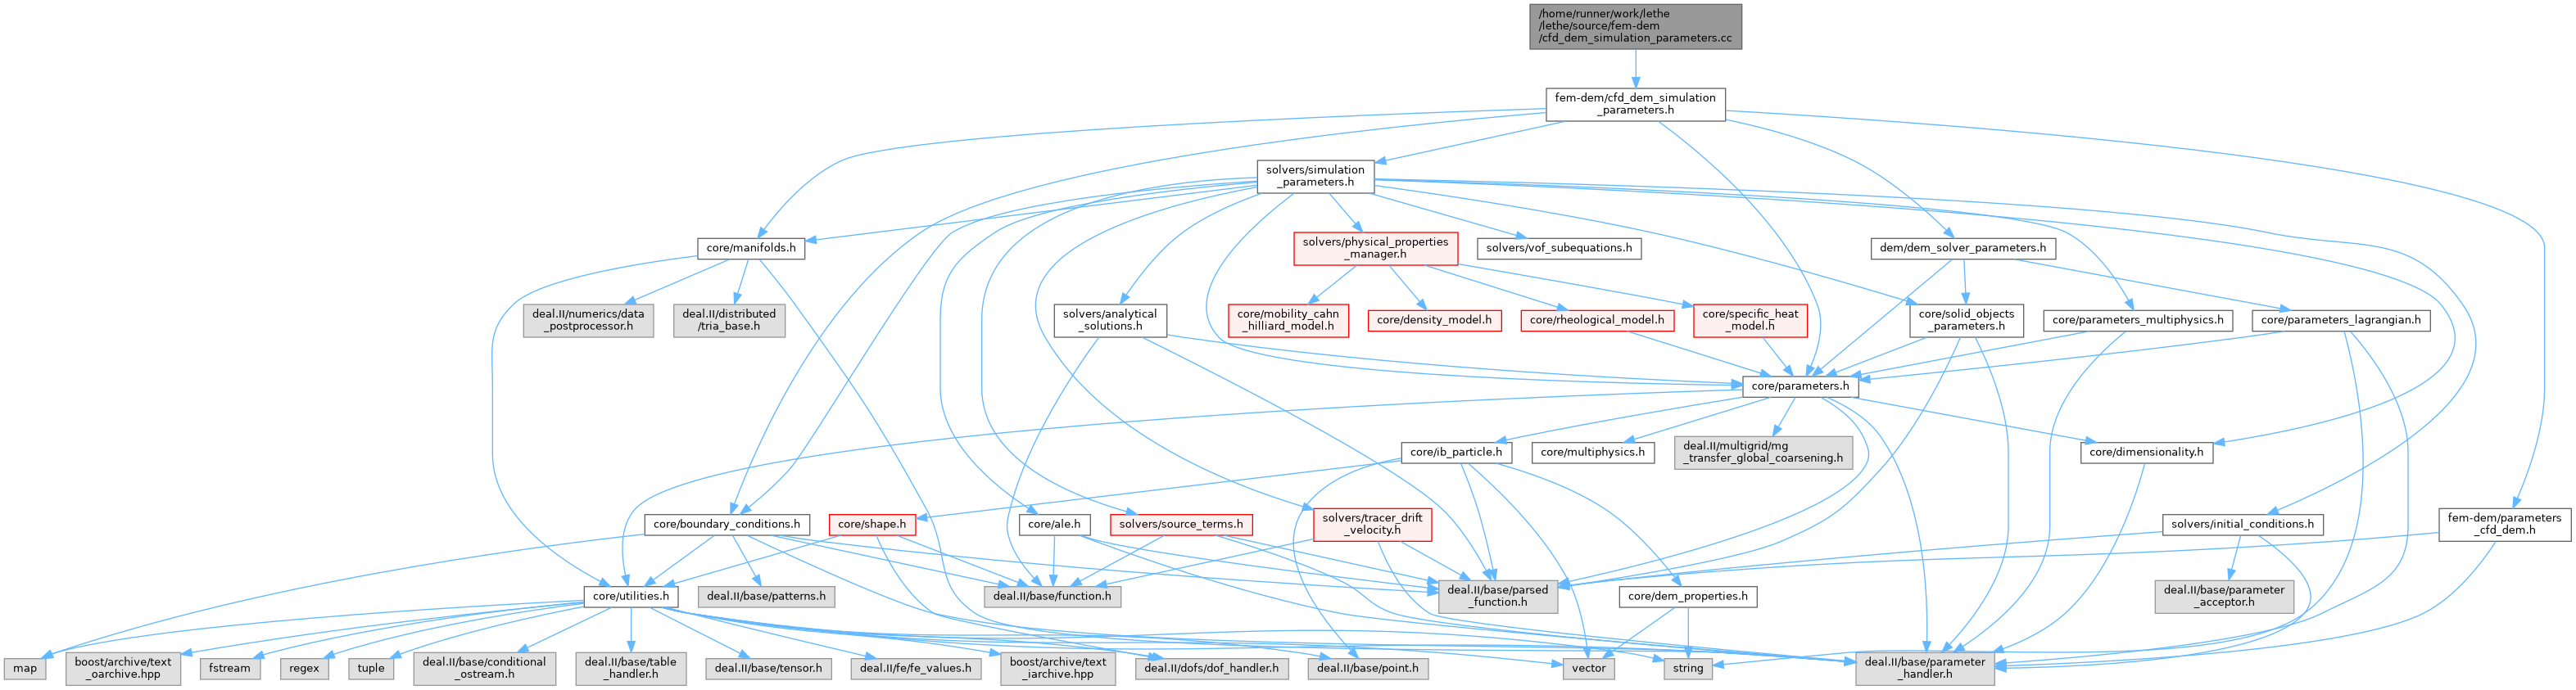 /home/runner/work/lethe
/lethe/source/fem-dem
/cfd_dem_simulation_parameters.cc
fem-dem/cfd_dem_simulation
_parameters.h
solvers/simulation
_parameters.h
core/manifolds.h
solvers/physical_properties
_manager.h
solvers/vof_subequations.h
dem/dem_solver_parameters.h
deal.II/numerics/data
_postprocessor.h
deal.II/distributed
/tria_base.h
solvers/analytical
_solutions.h
core/mobility_cahn
_hilliard_model.h
core/density_model.h
core/rheological_model.h
core/specific_heat
_model.h
core/solid_objects
_parameters.h
core/parameters_multiphysics.h
core/parameters_lagrangian.h
core/parameters.h
core/ib_particle.h
core/multiphysics.h
deal.II/multigrid/mg
_transfer_global_coarsening.h
core/dimensionality.h
core/boundary_conditions.h
core/shape.h
core/ale.h
solvers/source_terms.h
solvers/tracer_drift
_velocity.h
solvers/initial_conditions.h
fem-dem/parameters
_cfd_dem.h
core/utilities.h
deal.II/base/patterns.h
deal.II/base/function.h
deal.II/base/parsed
_function.h
core/dem_properties.h
deal.II/base/parameter
_acceptor.h
map
boost/archive/text
_oarchive.hpp
fstream
regex
tuple
deal.II/base/conditional
_ostream.h
deal.II/base/table
_handler.h
deal.II/base/tensor.h
deal.II/fe/fe_values.h
boost/archive/text
_iarchive.hpp
deal.II/dofs/dof_handler.h
deal.II/base/point.h
vector
string
deal.II/base/parameter
_handler.h